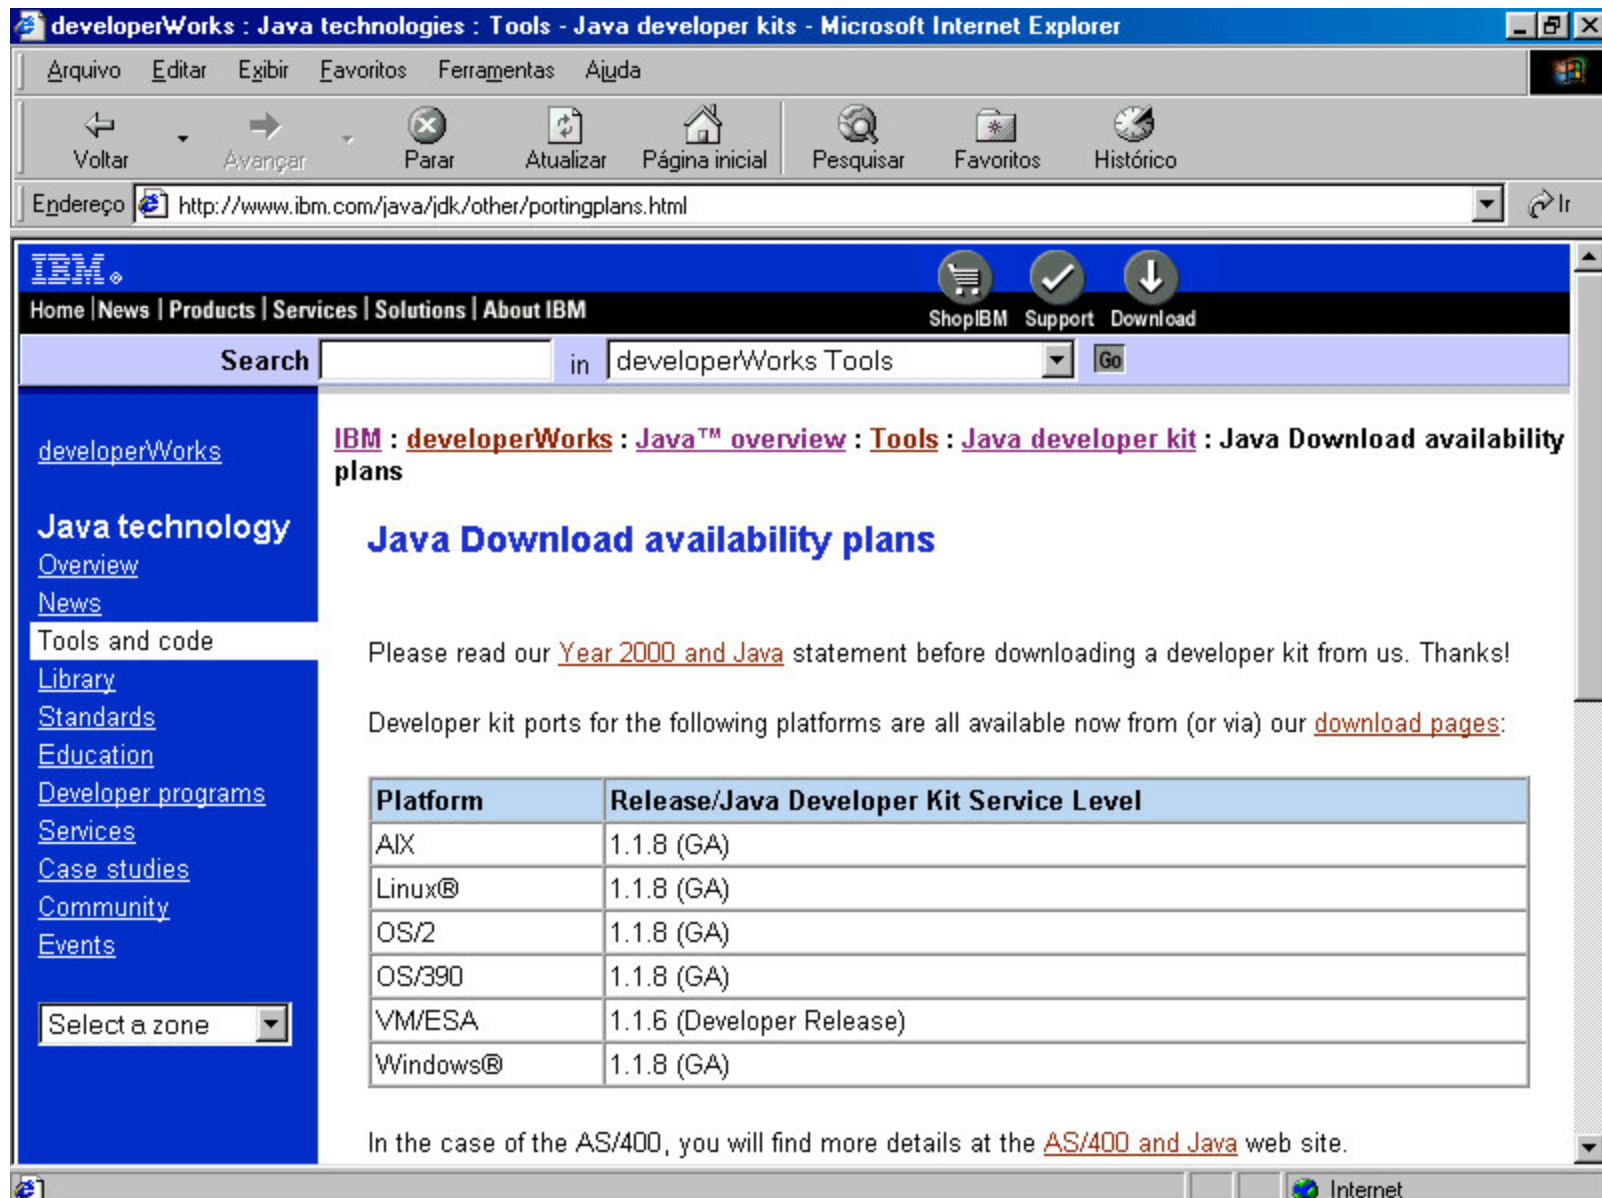 developerWorks : Java technologies : Tools - Java developer kits - Microsoft Internet Explorer
Arquivo Editar Exibir Favoritos Ferramentas Ajuda
Voltar Avançar Parar Atualizar Página inicial Pesquisar Favoritos Histórico
Endereço http://www.ibm.com/java/jdk/other/portingplans.html Ir
IBM®
Home | News | Products | Services | Solutions | About IBM
ShopIBM Support Download
Search in developerWorks Tools Go
developerWorks
Java technology
Overview
News
Tools and code
Library
Standards
Education
Developer programs
Services
Case studies
Community
Events
Select a zone
IBM : developerWorks : Java™ overview : Tools : Java developer kit : Java Download availability
plans
Java Download availability plans
Please read our Year 2000 and Java statement before downloading a developer kit from us. Thanks!
Developer kit ports for the following platforms are all available now from (or via) our download pages:
Platform Release/Java Developer Kit Service Level
AIX 1.1.8 (GA)
Linux® 1.1.8 (GA)
OS/2 1.1.8 (GA)
OS/390 1.1.8 (GA)
VM/ESA 1.1.6 (Developer Release)
Windows® 1.1.8 (GA)
In the case of the AS/400, you will find more details at the AS/400 and Java web site.
Internet